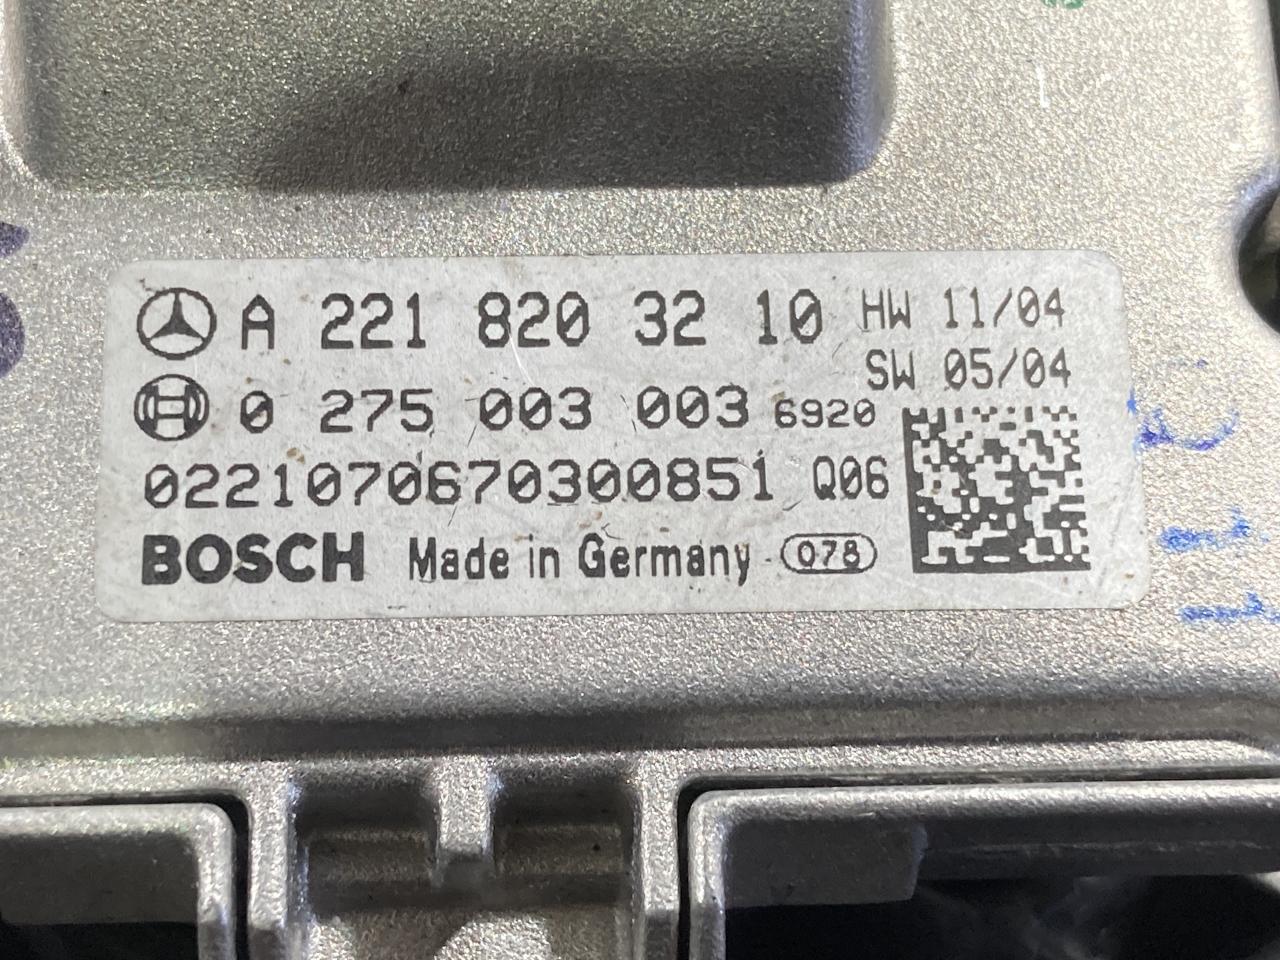 A 221 820 32 10 HW 11/04
SW 05/04
0 275 003 003 6920
0221070670300851 Q06
BOSCH Made in Germany 078